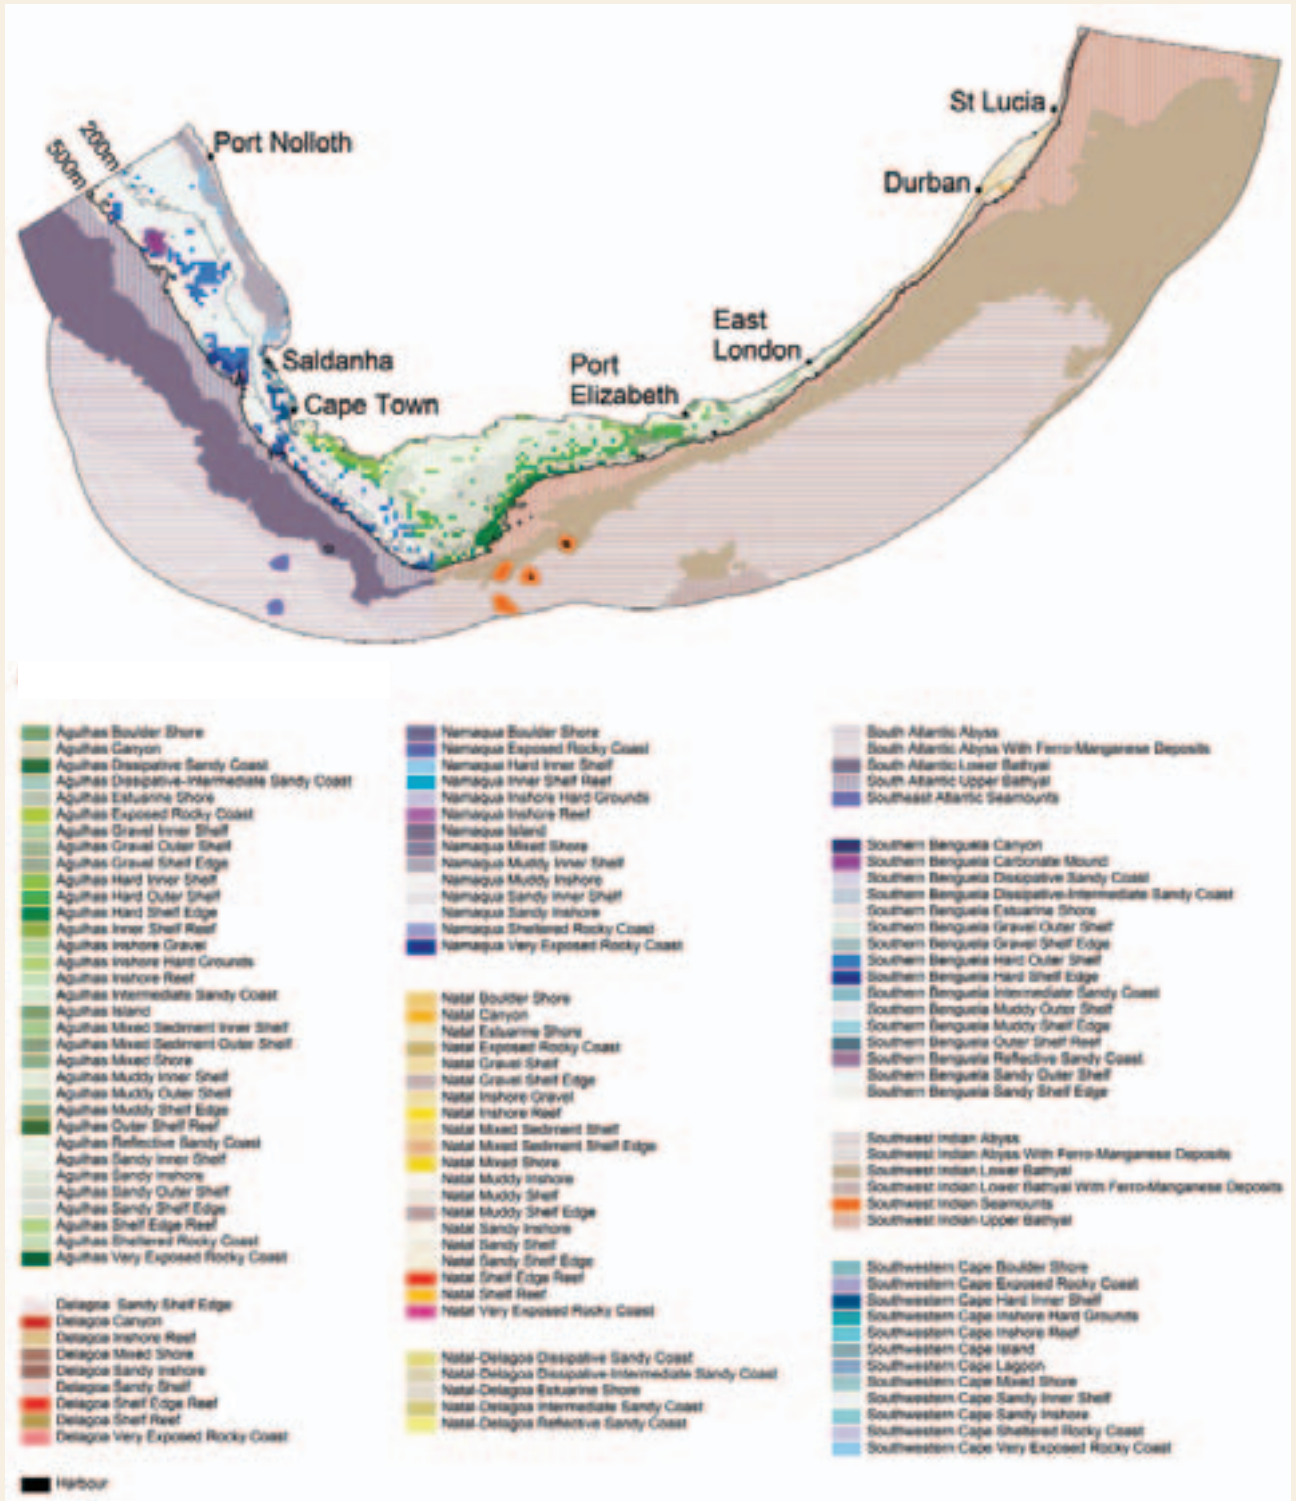 St Lucia
Port Nolloth
200m
500m
Durban
East
London
Saldanha
Port
Elizabeth
Cape Town
Agulhas Boulder Shore
Agulhas Canyon
Agulhas Dissipative Sandy Coast
Agulhas Dissipative-Intermediate Sandy Coast
Agulhas Estuarine Shore
Agulhas Exposed Rocky Coast
Agulhas Gravel Inner Shelf
Agulhas Gravel Outer Shelf
Agulhas Gravel Shelf Edge
Agulhas Hard Inner Shelf
Agulhas Hard Outer Shelf
Agulhas Hard Shelf Edge
Agulhas Inner Shelf Reef
Agulhas Inshore Gravel
Agulhas Inshore Hard Grounds
Agulhas Inshore Reef
Agulhas Intermediate Sandy Coast
Agulhas Island
Agulhas Mixed Sediment Inner Shelf
Agulhas Mixed Sediment Outer Shelf
Agulhas Mixed Shore
Agulhas Muddy Inner Shelf
Agulhas Muddy Outer Shelf
Agulhas Muddy Shelf Edge
Agulhas Outer Shelf Reef
Agulhas Reflective Sandy Coast
Agulhas Sandy Inner Shelf
Agulhas Sandy Inshore
Agulhas Sandy Outer Shelf
Agulhas Sandy Shelf Edge
Agulhas Shelf Edge Reef
Agulhas Sheltered Rocky Coast
Agulhas Very Exposed Rocky Coast
Delagoa Sandy Shelf Edge
Delagoa Canyon
Delagoa Inshore Reef
Delagoa Mixed Shore
Delagoa Sandy Inshore
Delagoa Sandy Shelf
Delagoa Shelf Edge Reef
Delagoa Shelf Reef
Delagoa Very Exposed Rocky Coast
Harbour
Namaqua Boulder Shore
Namaqua Exposed Rocky Coast
Namaqua Hard Inner Shelf
Namaqua Inner Shelf Reef
Namaqua Inshore Hard Grounds
Namaqua Inshore Reef
Namaqua Island
Namaqua Mixed Shore
Namaqua Muddy Inner Shelf
Namaqua Muddy Inshore
Namaqua Sandy Inner Shelf
Namaqua Sandy Inshore
Namaqua Sheltered Rocky Coast
Namaqua Very Exposed Rocky Coast
Natal Boulder Shore
Natal Canyon
Natal Estuarine Shore
Natal Exposed Rocky Coast
Natal Gravel Shelf
Natal Gravel Shelf Edge
Natal Inshore Gravel
Natal Inshore Reef
Natal Mixed Sediment Shelf
Natal Mixed Sediment Shelf Edge
Natal Mixed Shore
Natal Muddy Inshore
Natal Muddy Shelf
Natal Muddy Shelf Edge
Natal Sandy Inshore
Natal Sandy Shelf
Natal Sandy Shelf Edge
Natal Shelf Edge Reef
Natal Shelf Reef
Natal Very Exposed Rocky Coast
Natal-Delagoa Dissipative Sandy Coast
Natal-Delagoa Dissipative-Intermediate Sandy Coast
Natal-Delagoa Estuarine Shore
Natal-Delagoa Intermediate Sandy Coast
Natal-Delagoa Reflective Sandy Coast
South Atlantic Abyss
South Atlantic Abyss With Ferro-Manganese Deposits
South Atlantic Lower Bathyal
South Atlantic Upper Bathyal
Southeast Atlantic Seamounts
Southern Benguela Canyon
Southern Benguela Carbonate Mound
Southern Benguela Dissipative Sandy Coast
Southern Benguela Dissipative-Intermediate Sandy Coast
Southern Benguela Estuarine Shore
Southern Benguela Gravel Outer Shelf
Southern Benguela Gravel Shelf Edge
Southern Benguela Hard Outer Shelf
Southern Benguela Hard Shelf Edge
Southern Benguela Intermediate Sandy Coast
Southern Benguela Muddy Outer Shelf
Southern Benguela Muddy Shelf Edge
Southern Benguela Outer Shelf Reef
Southern Benguela Reflective Sandy Coast
Southern Benguela Sandy Outer Shelf
Southern Benguela Sandy Shelf Edge
Southwest Indian Abyss
Southwest Indian Abyss With Ferro-Manganese Deposits
Southwest Indian Lower Bathyal
Southwest Indian Lower Bathyal With Ferro-Manganese Deposits
Southwest Indian Seamounts
Southwest Indian Upper Bathyal
Southwestern Cape Boulder Shore
Southwestern Cape Exposed Rocky Coast
Southwestern Cape Hard Inner Shelf
Southwestern Cape Inshore Hard Grounds
Southwestern Cape Inshore Reef
Southwestern Cape Island
Southwestern Cape Lagoon
Southwestern Cape Mixed Shore
Southwestern Cape Sandy Inner Shelf
Southwestern Cape Sandy Inshore
Southwestern Cape Sheltered Rocky Coast
Southwestern Cape Very Exposed Rocky Coast